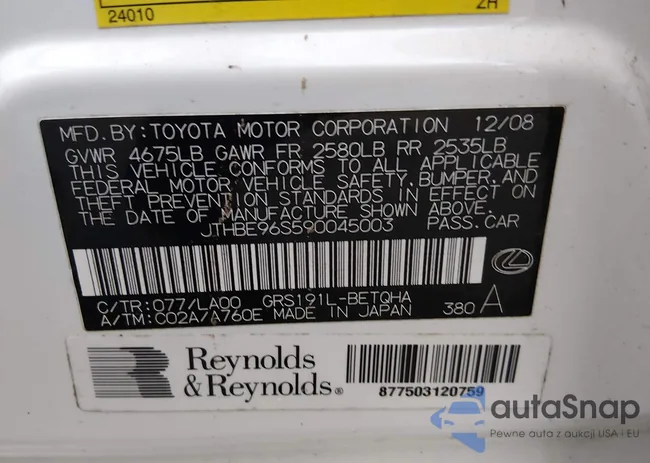 24010 ZH
MFD.BY:TOYOTA MOTOR CORPORATION 12/08
GVWR 4675LB GAWR FR 2580LB RR 2535LB
THIS VEHICLE CONFORMS TO ALL APPLICABLE
FEDERAL MOTOR VEHICLE SAFETY,BUMPER,AND
THEFT PREVENTION STANDARDS IN EFFECT ON
THE DATE OF MANUFACTURE SHOWN ABOVE.
JTHBE96S590045003 PASS.CAR
C/TR:077/LA00 GRS191L-BETQHA
A/TM:C02A/A760E MADE IN JAPAN 380 A
Reynolds
&Reynolds®
877503120759
autaSnap
Pewne auta z aukcji USA i EU